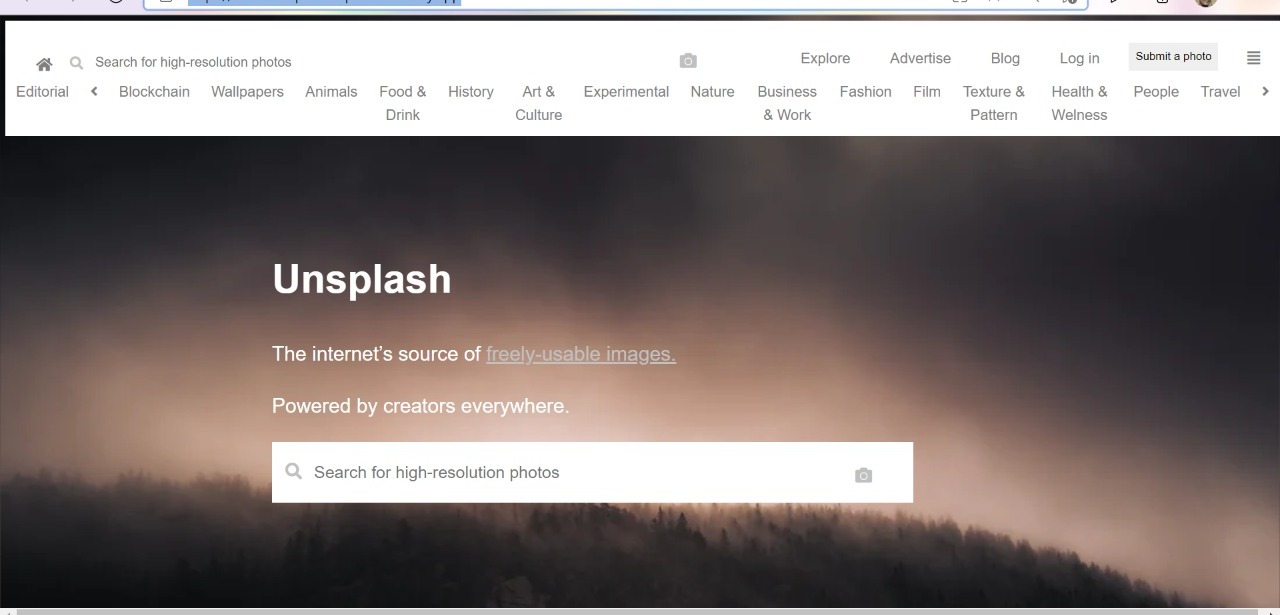 Search for high-resolution photos
Explore Advertise Blog Log in Submit a photo
Editorial Blockchain Wallpapers Animals Food & Drink History Art & Culture Experimental Nature Business & Work Fashion Film Texture & Pattern Health & Welness People Travel
Unsplash
The internet’s source of freely-usable images.
Powered by creators everywhere.
Search for high-resolution photos